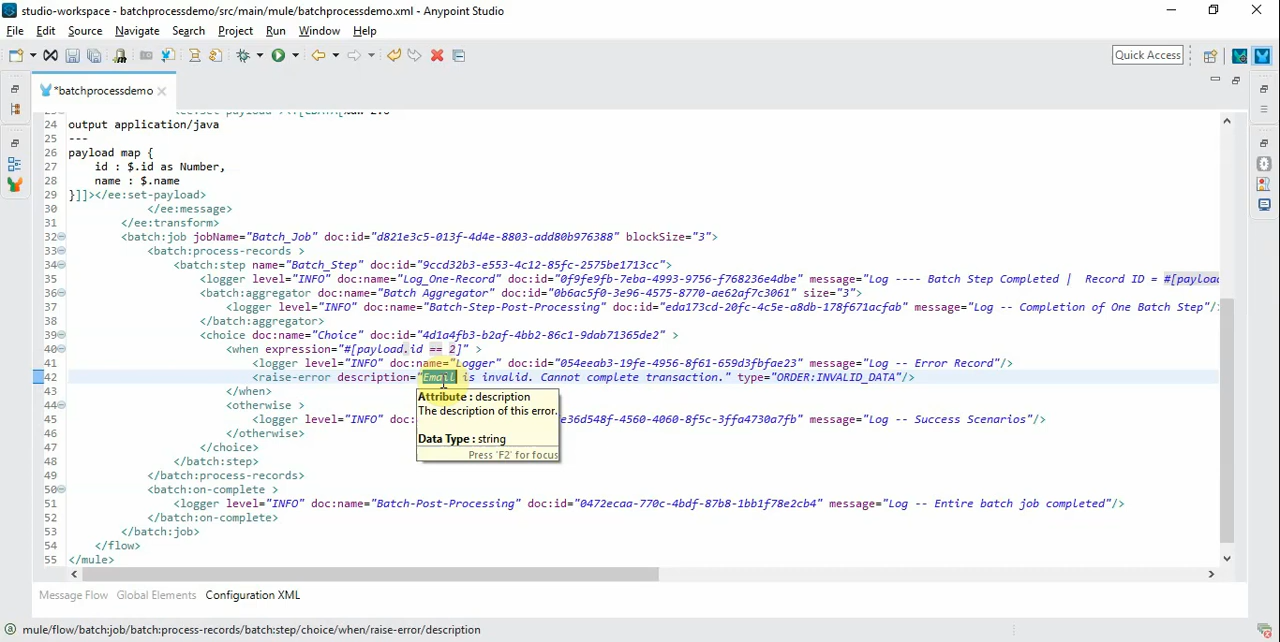 studio-workspace - batchprocessdemo/src/main/mule/batchprocessdemo.xml - Anypoint Studio
File Edit Source Navigate Search Project Run Window Help
Quick Access
*batchprocessdemo
24 output application/java
25 ---
26 payload map {
27 id : $.id as Number,
28 name : $.name
29 }]]></ee:set-payload>
30 </ee:message>
31 </ee:transform>
32 <batch:job jobName="Batch_Job" doc:id="d821e3c5-013f-4d4e-8803-add80b976388" blockSize="3">
33 <batch:process-records >
34 <batch:step name="Batch_Step" doc:id="9ccd32b3-e553-4c12-85fc-2575be1713cc">
35 <logger level="INFO" doc:name="Log_One-Record" doc:id="0f9fe9fb-7eba-4993-9756-f768236e4dbe" message="Log ---- Batch Step Completed | Record ID = #[payload
36 <batch:aggregator doc:name="Batch Aggregator" doc:id="0b6ac5f0-3e96-4575-8770-ae62af7c3061" size="3">
37 <logger level="INFO" doc:name="Batch-Step-Post-Processing" doc:id="eda173cd-20fc-4c5e-a8db-178f671acfab" message="Log -- Completion of One Batch Step"/>
38 </batch:aggregator>
39 <choice doc:name="Choice" doc:id="4d1a4fb3-b2af-4bb2-86c1-9dab71365de2" >
40 <when expression="#[payload.id == 2]" >
41 <logger level="INFO" doc:name="Logger" doc:id="054eeab3-19fe-4956-8f61-659d3fbfae23" message="Log -- Error Record"/>
42 <raise-error description="Email is invalid. Cannot complete transaction." type="ORDER:INVALID_DATA"/>
43 </when>
Attribute : description
44 <otherwise >
The description of this error.
45 <logger level="INFO" doc: e36d548f-4560-4060-8f5c-3ffa4730a7fb" message="Log -- Success Scenarios"/>
46 </otherwise>
Data Type : string
47 </choice>
Press 'F2' for focus
48 </batch:step>
49 </batch:process-records>
50 <batch:on-complete >
51 <logger level="INFO" doc:name="Batch-Post-Processing" doc:id="0472ecaa-770c-4bdf-87b8-1bb1f78e2cb4" message="Log -- Entire batch job completed"/>
52 </batch:on-complete>
53 </batch:job>
54 </flow>
55 </mule>
Message Flow Global Elements Configuration XML
mule/flow/batch:job/batch:process-records/batch:step/choice/when/raise-error/description